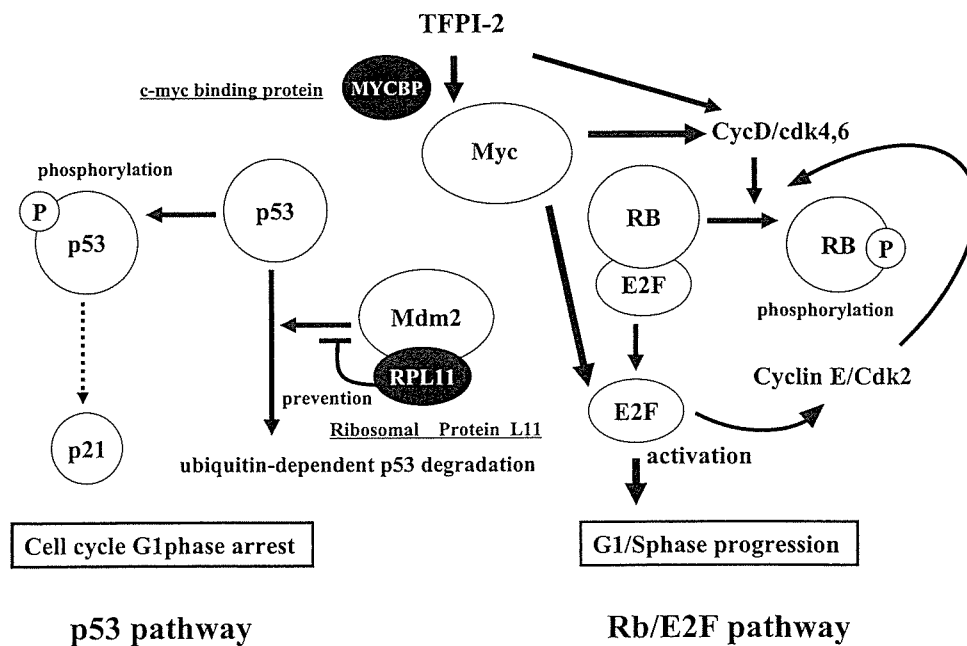 TFPI-2
MYCBP
c-myc binding protein
Myc
CycD/cdk4,6
phosphorylation
P
p53
p53
RB
E2F
RB
P
phosphorylation
Mdm2
RPL11
prevention
Ribosomal Protein L11
Cyclin E/Cdk2
E2F
p21
activation
ubiquitin-dependent p53 degradation
Cell cycle G1phase arrest
G1/Sphase progression
p53 pathway
Rb/E2F pathway